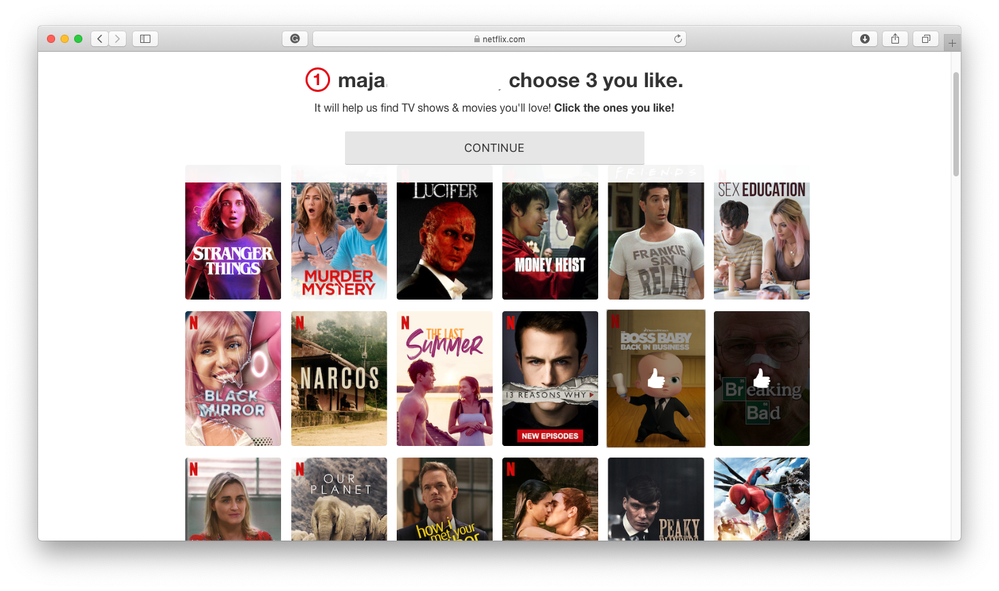 netflix.com
1 maja. , choose 3 you like.
It will help us find TV shows & movies you'll love! Click the ones you like!
CONTINUE
STRANGER
THINGS
MURDER
MYSTERY
LUCIFER
MONEY HEIST
FRIENDS
FRANKIE
SAY
RELAX
SEX EDUCATION
N
BLACK
MIRROR
N
NARCOS
N
THE LAST
SUMMER
N
13 REASONS WHY
NEW EPISODES
N
THE BOSS BABY
BACK IN BUSINESS
Breaking
Bad
N
N
OUR
PLANET
how i
met your
N
PEAKY